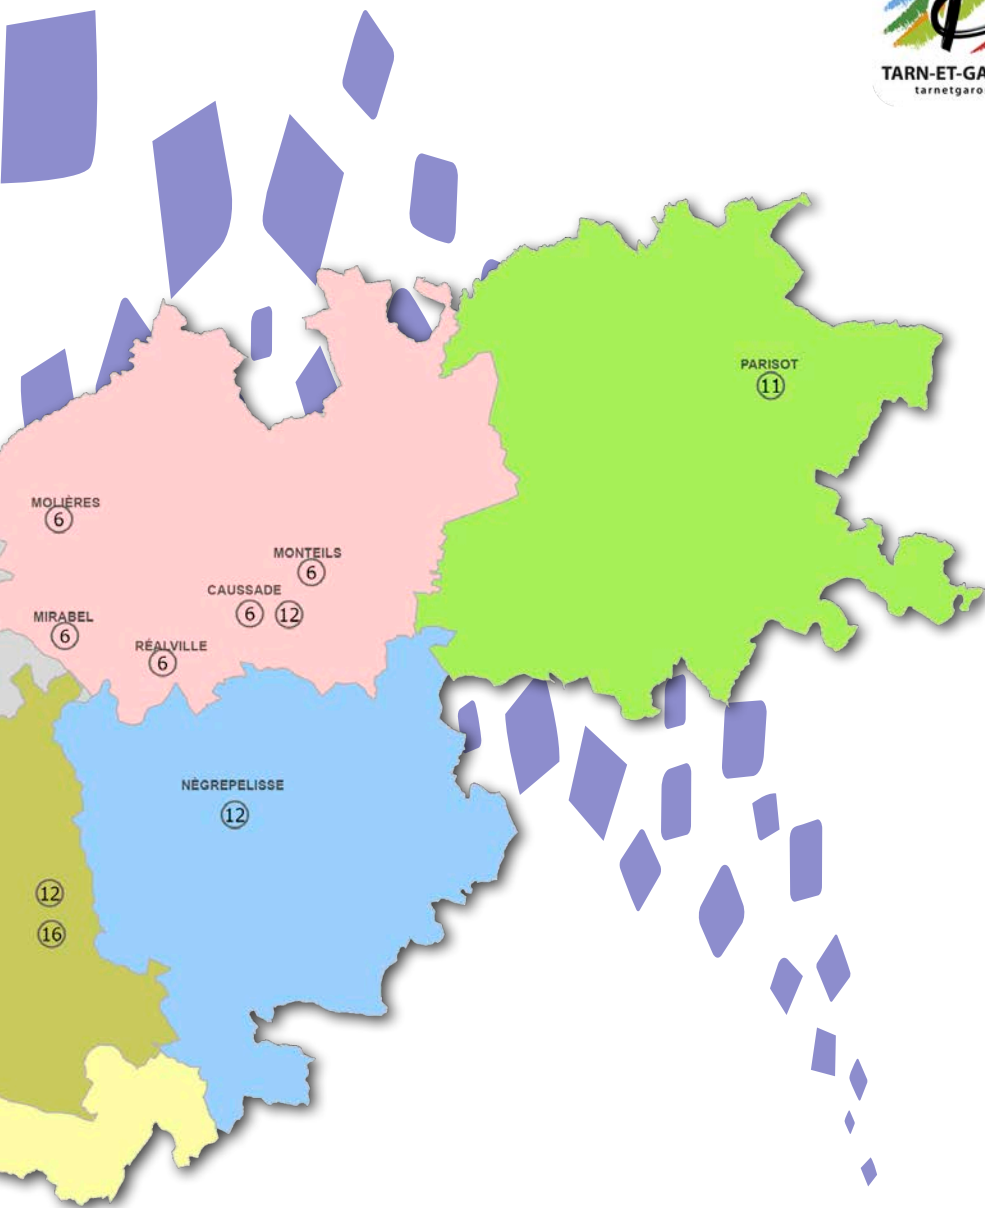 TARN-ET-GA
tarnetgaro
PARISOT
11
MOLIÈRES
6
MONTEILS
6
CAUSSADE
6 12
MIRABEL
6
RÉALVILLE
6
NÈGREPELISSE
12
12
16